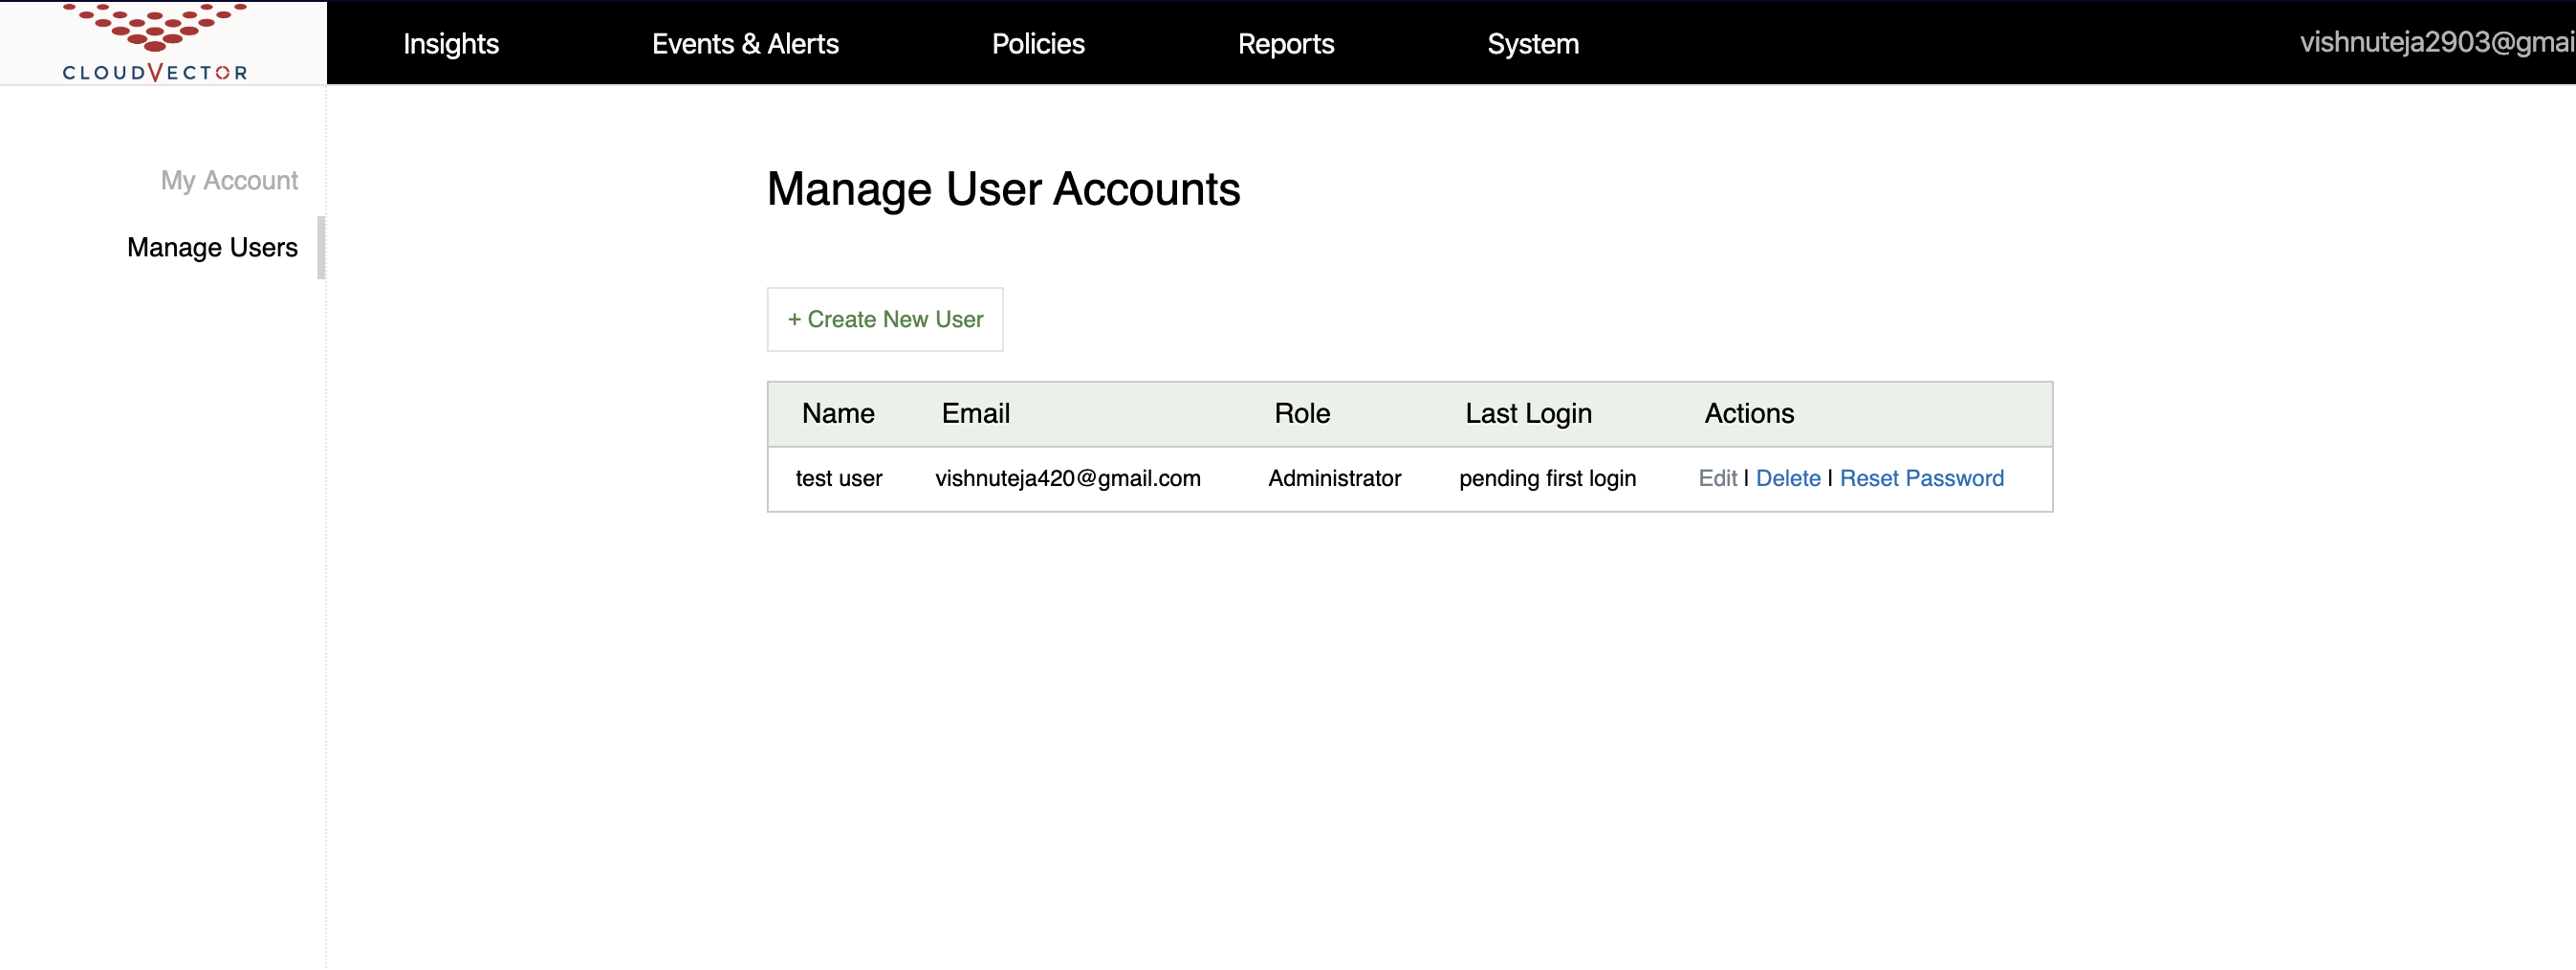 CLOUDVECTOR
Insights Events & Alerts Policies Reports System vishnuteja2903@gmai
My Account
Manage Users
Manage User Accounts
+ Create New User
Name Email Role Last Login Actions
test user vishnuteja420@gmail.com Administrator pending first login Edit | Delete | Reset Password